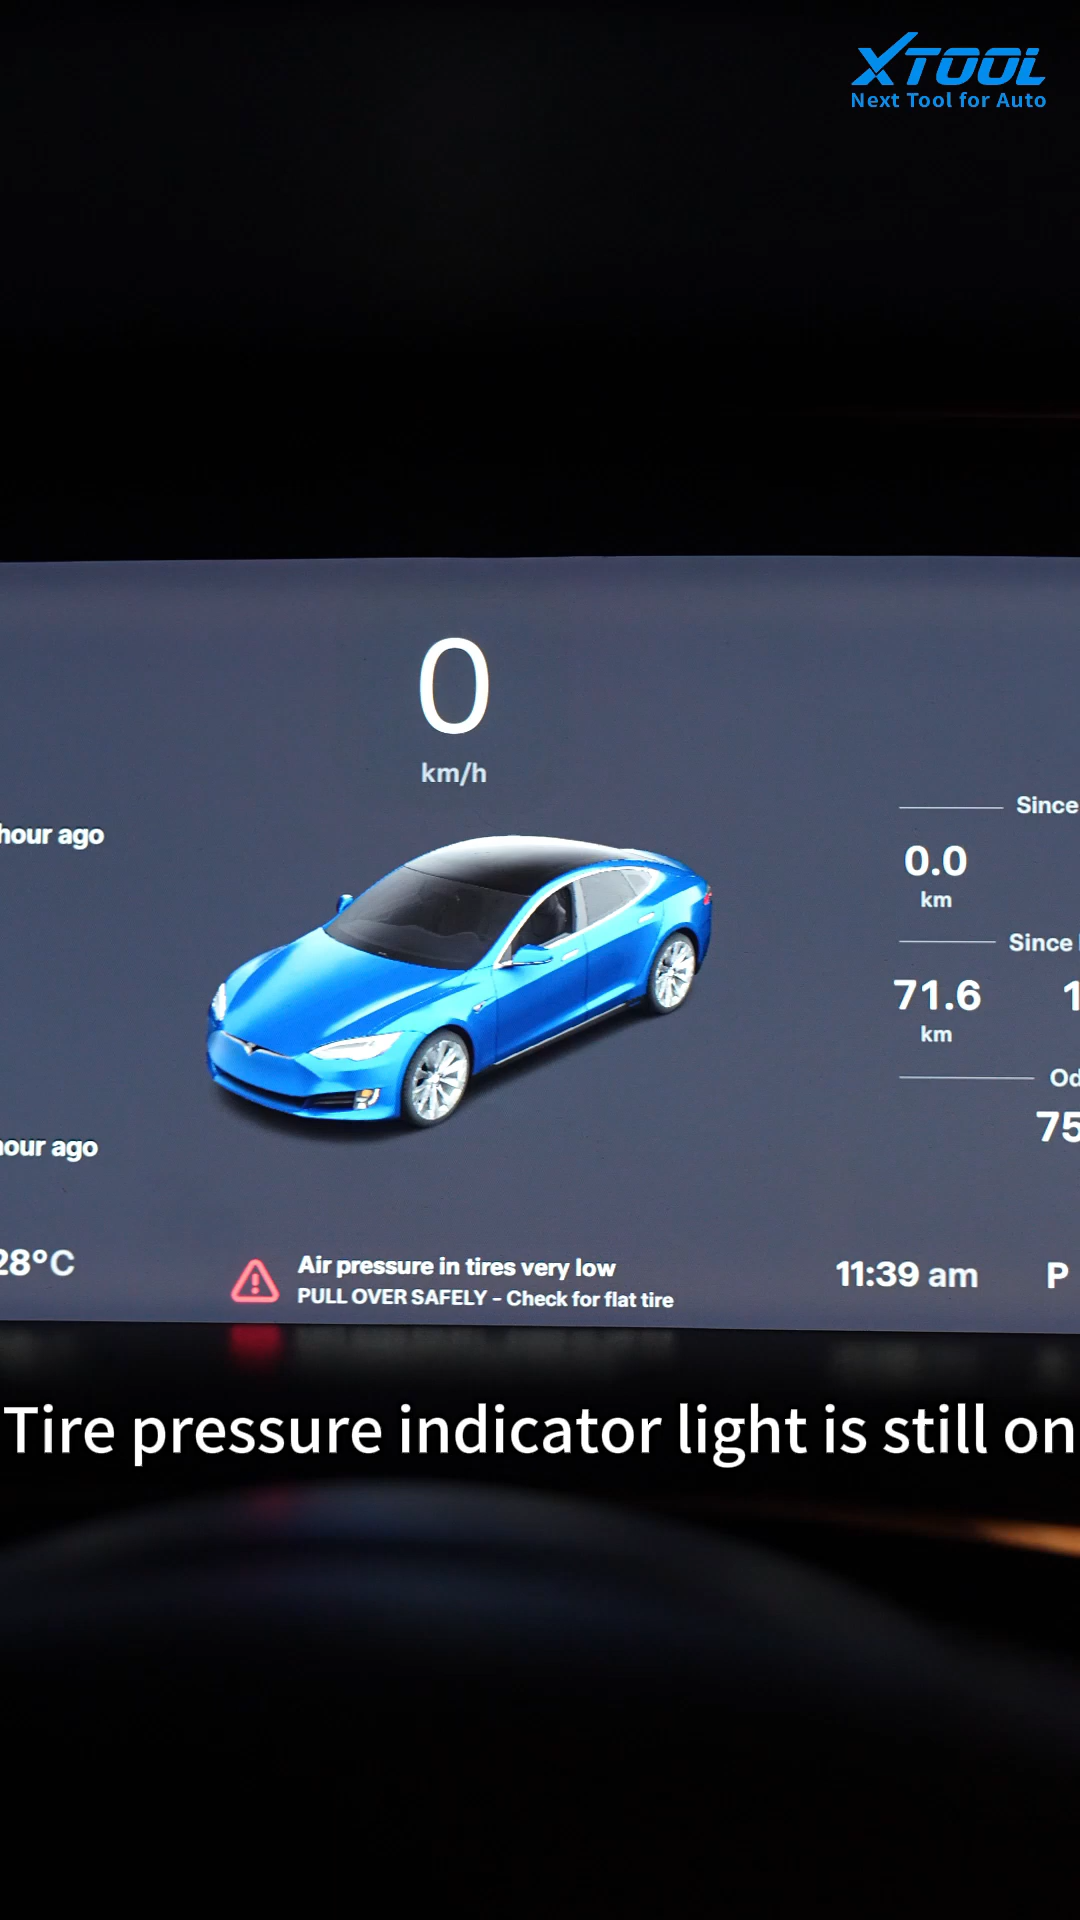 XTOOL
Next Tool for Auto
0
km/h
hour ago
Since
0.0
km
Since
71.6
km
hour ago
28°C
Air pressure in tires very low
PULL OVER SAFELY - Check for flat tire
11:39 am
P
Tire pressure indicator light is still on